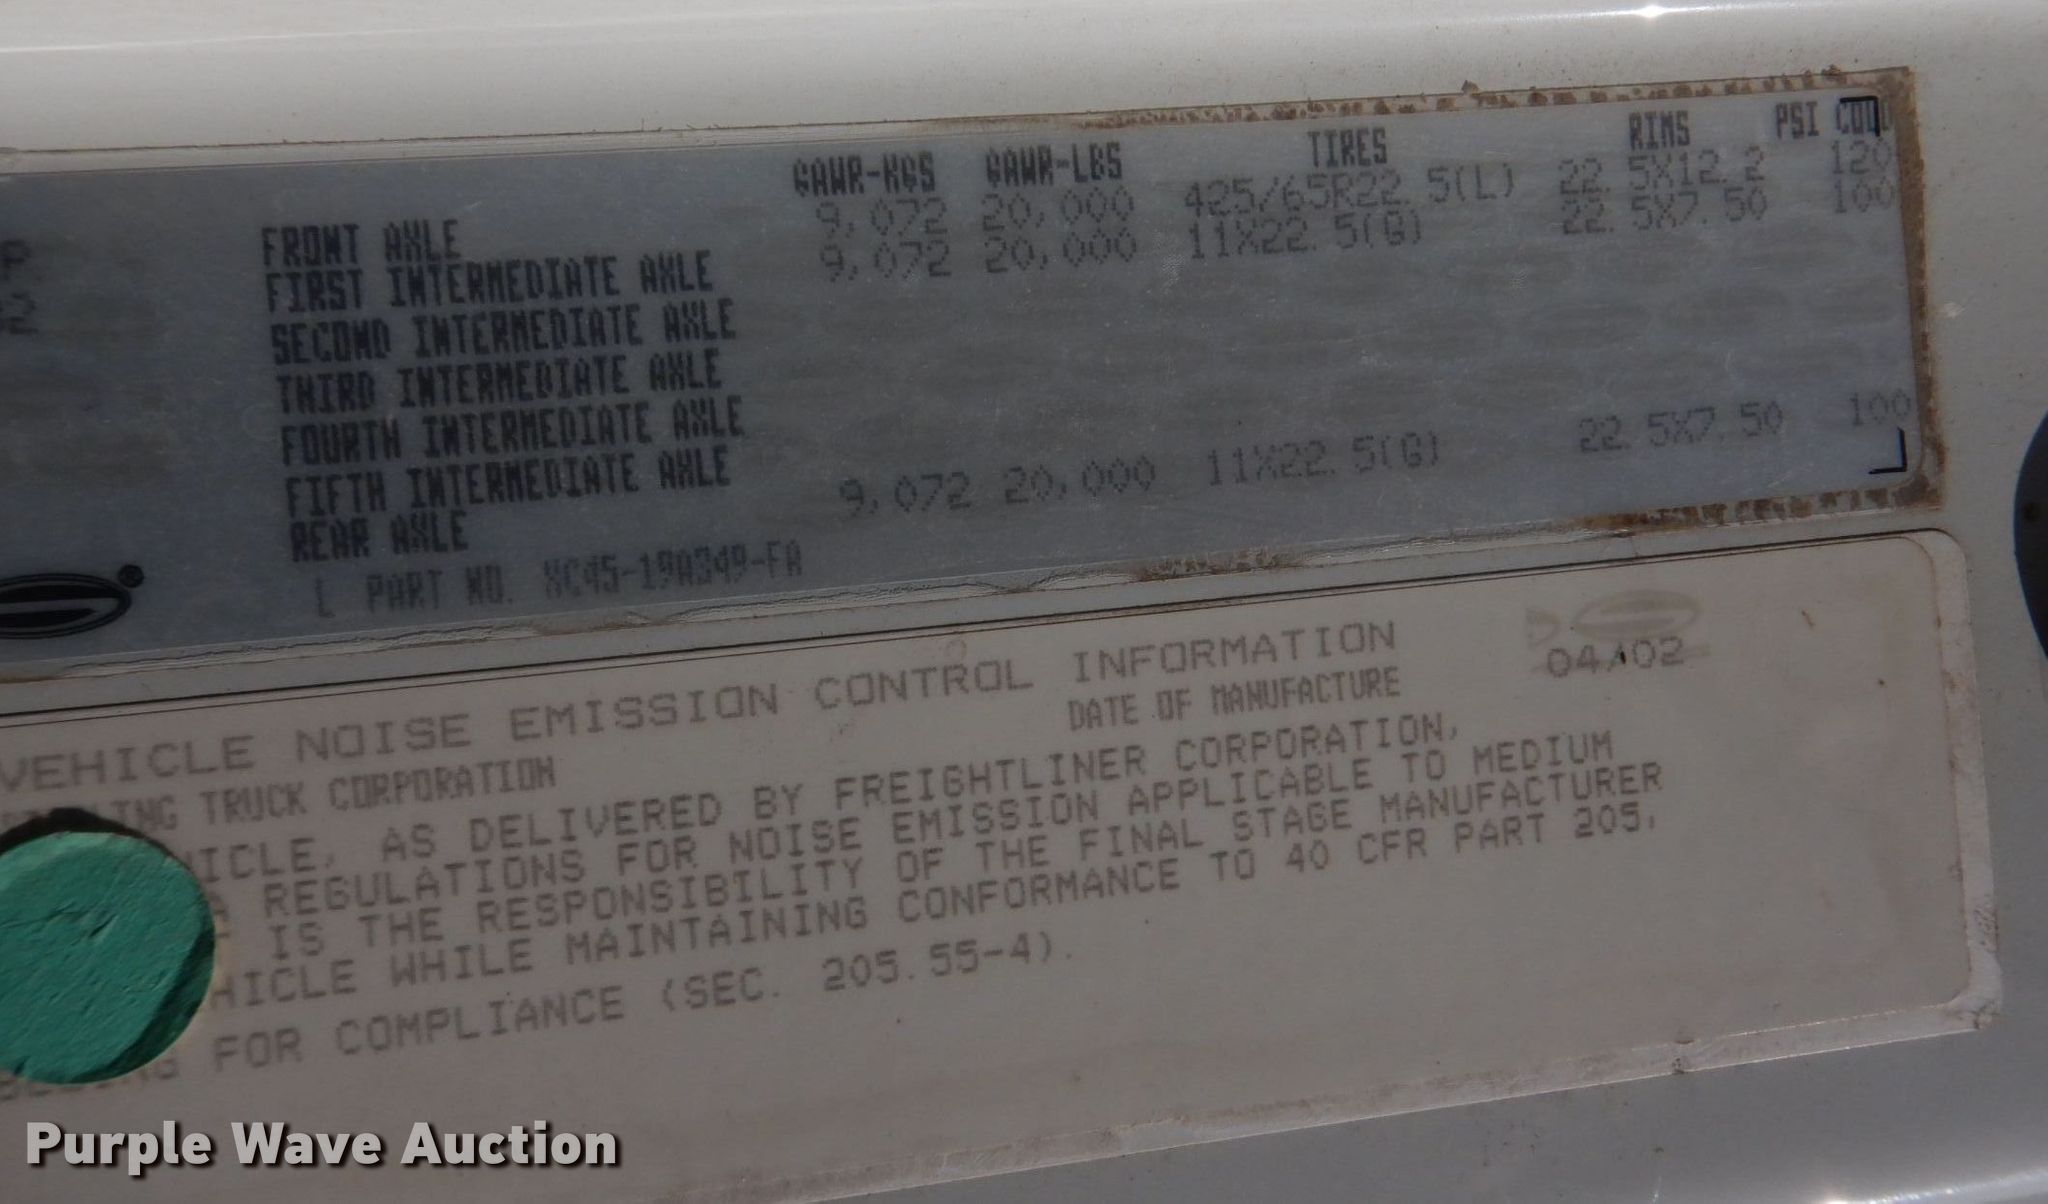 GAWR-KGS GAWR-LBS TIRES RIMS PSI COLD
FRONT AXLE 9,072 20,000 425/65R22.5(L) 22.5X12.2 120
FIRST INTERMEDIATE AXLE 9,072 20,000 11X22.5(G) 22.5X7.50 100
SECOND INTERMEDIATE AXLE
THIRD INTERMEDIATE AXLE
FOURTH INTERMEDIATE AXLE
FIFTH INTERMEDIATE AXLE
REAR AXLE 9,072 20,000 11X22.5(G) 22.5X7.50 100
L PART NO. XC45-19A349-FA
VEHICLE NOISE EMISSION CONTROL INFORMATION
TRUCK CORPORATION DATE OF MANUFACTURE 04/02
HICLE, AS DELIVERED BY FREIGHTLINER CORPORATION,
REGULATIONS FOR NOISE EMISSION APPLICABLE TO MEDIUM
IS THE RESPONSIBILITY OF THE FINAL STAGE MANUFACTURER
HICLE WHILE MAINTAINING CONFORMANCE TO 40 CFR PART 205,
FOR COMPLIANCE (SEC. 205.55-4).
Purple Wave Auction